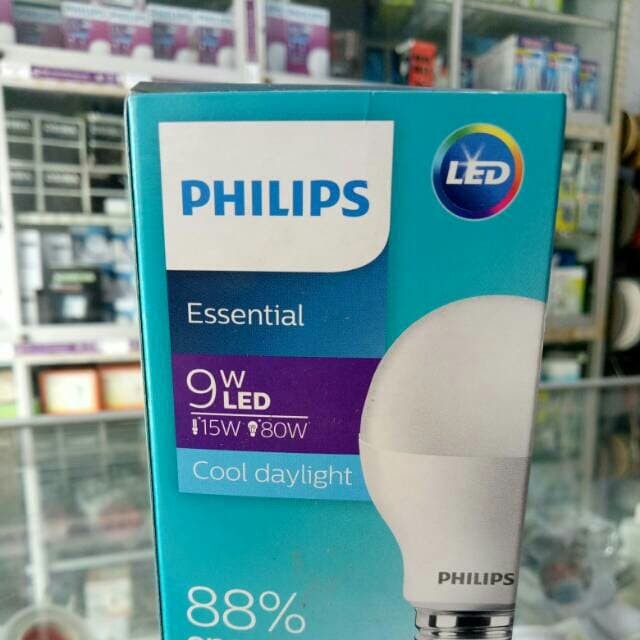 PHILIPS
LED
Essential
9W
LED
15W 80W
Cool daylight
PHILIPS
88%